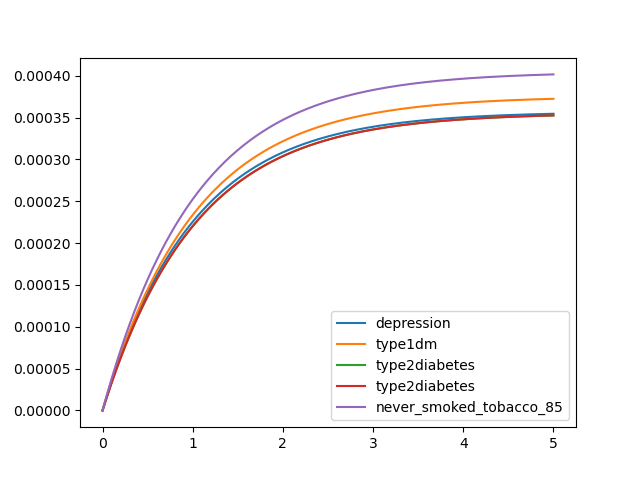 0.00040
0.00035
0.00030
0.00025
0.00020
0.00015
0.00010
0.00005
0.00000
0 1 2 3 4 5
depression
type1dm
type2diabetes
type2diabetes
never_smoked_tobacco_85